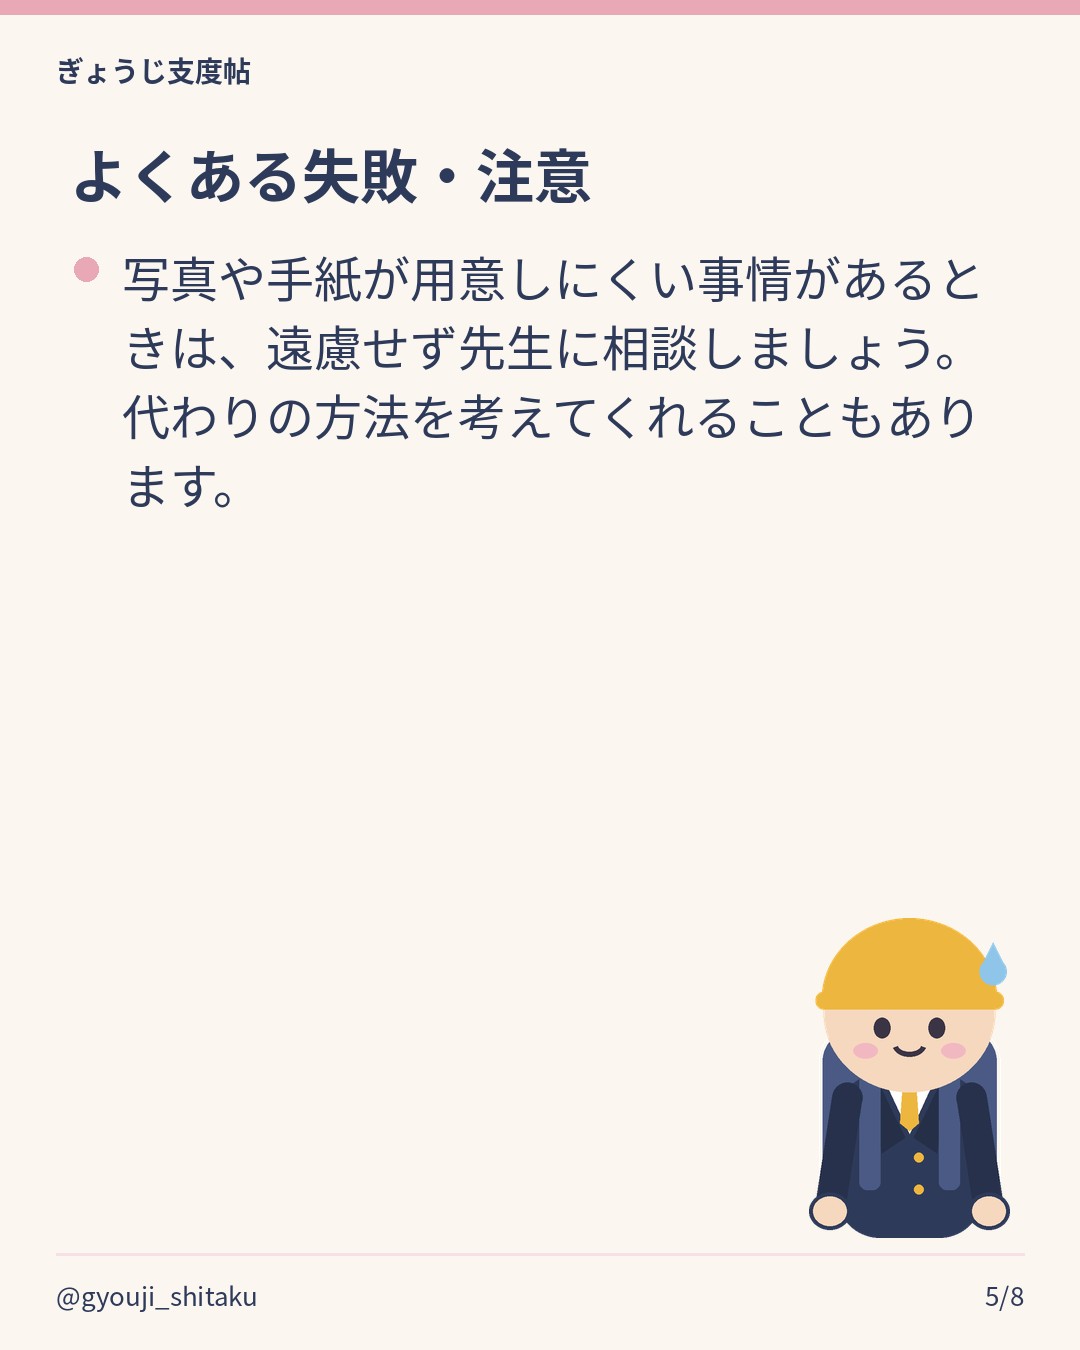 ぎょうじ支度帖
よくある失敗・注意
写真や手紙が用意しにくい事情があると
きは、遠慮せず先生に相談しましょう。
代わりの方法を考えてくれることもあり
ます。
@gyouji_shitaku
5/8